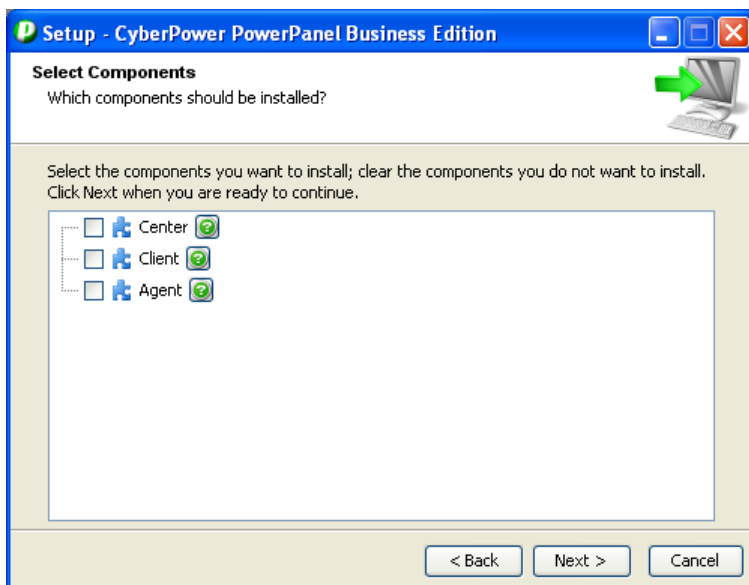 Setup - CyberPower PowerPanel Business Edition
Select Components
Which components should be installed?
Select the components you want to install; clear the components you do not want to install.
Click Next when you are ready to continue.
Center
Client
Agent
< Back Next > Cancel